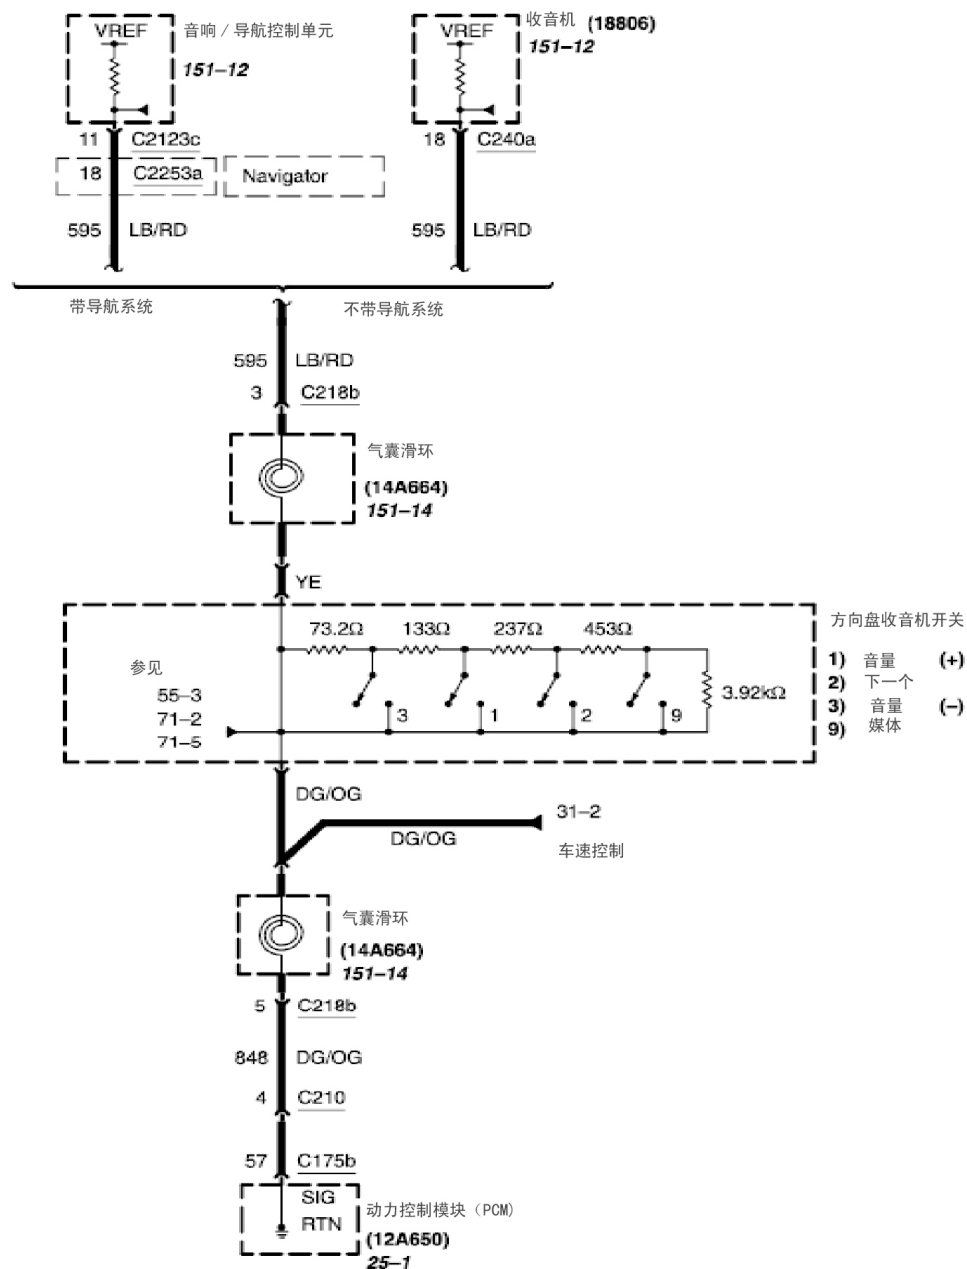 VREF
音响 / 导航控制单元
151–12
VREF
收音机
(18806)
151–12
11 C2123c
18 C2253a
Navigator
18 C240a
595 LB/RD
595 LB/RD
带导航系统
不带导航系统
595 LB/RD
3 C218b
气囊滑环
(14A664)
151–14
YE
73.2Ω 133Ω 237Ω 453Ω
3.92kΩ
参见
55–3
71–2
71–5
3 1 2 9
方向盘收音机开关
1) 音量 (+)
2) 下一个
3) 音量 (–)
9) 媒体
DG/OG
DG/OG
31–2
车速控制
气囊滑环
(14A664)
151–14
5 C218b
848 DG/OG
4 C210
57 C175b
SIG
RTN
动力控制模块（PCM)
(12A650)
25–1